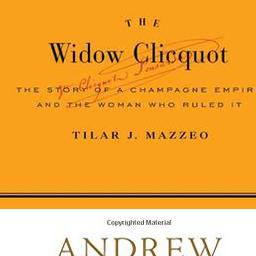 THE
Widow Clicquot
THE STORY OF A CHAMPAGNE EMPIR
AND THE WOMAN WHO RULED IT
TILAR J. MAZZEO
Copyrighted Material
ANDREW